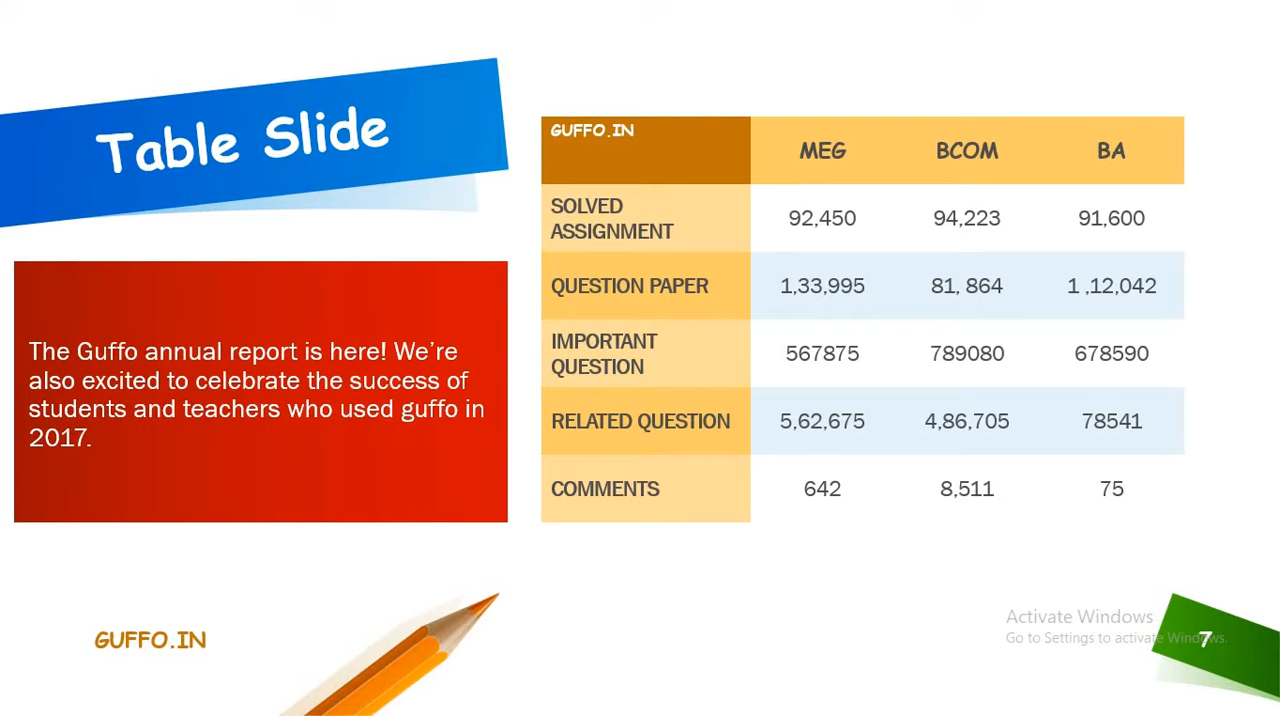 Table Slide
The Guffo annual report is here! We’re
also excited to celebrate the success of
students and teachers who used guffo in
2017.
GUFFO.IN MEG BCOM BA
SOLVED
ASSIGNMENT 92,450 94,223 91,600
QUESTION PAPER 1,33,995 81, 864 1 ,12,042
IMPORTANT
QUESTION 567875 789080 678590
RELATED QUESTION 5,62,675 4,86,705 78541
COMMENTS 642 8,511 75
GUFFO.IN
Activate Windows
Go to Settings to activate Windows.
7